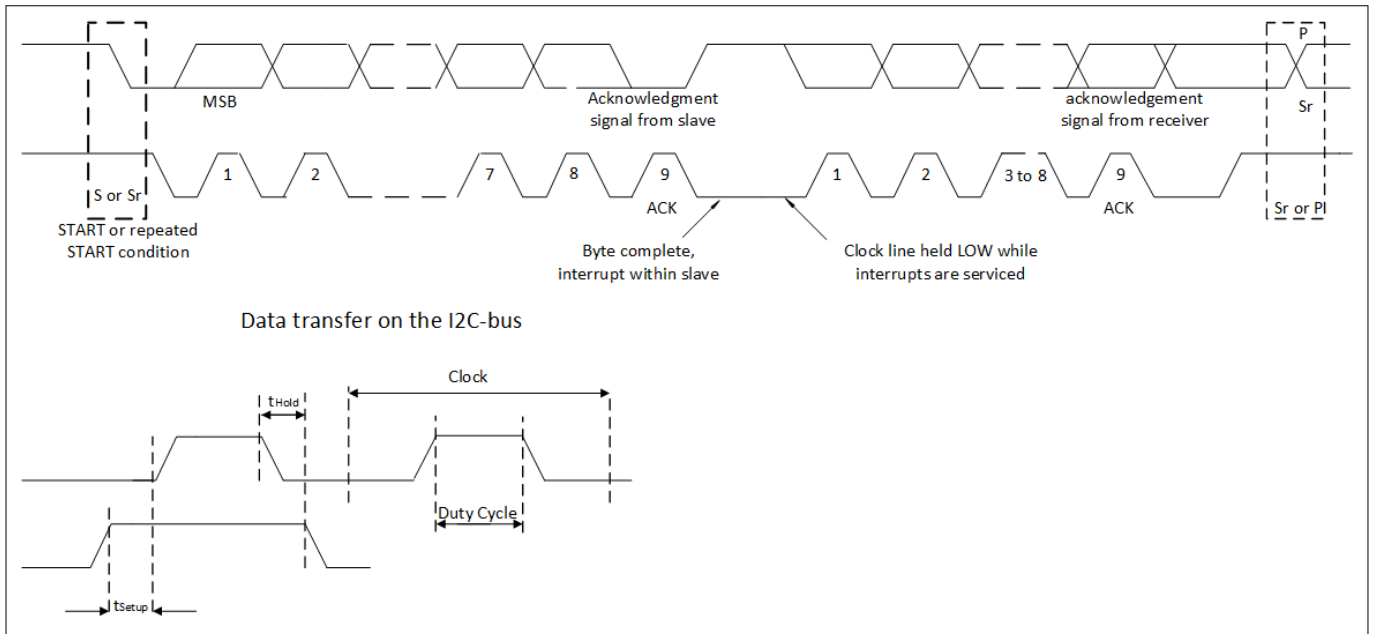 P
MSB
Acknowledgment
signal from slave
acknowledgement
signal from receiver
Sr
1
2
7
8
9
1
2
3 to 8
9
S or Sr
ACK
ACK
Sr or Pl
START or repeated
START condition
Byte complete,
interrupt within slave
Clock line held LOW while
interrupts are serviced
Data transfer on the I2C-bus
Clock
tHold
Duty Cycle
tSetup